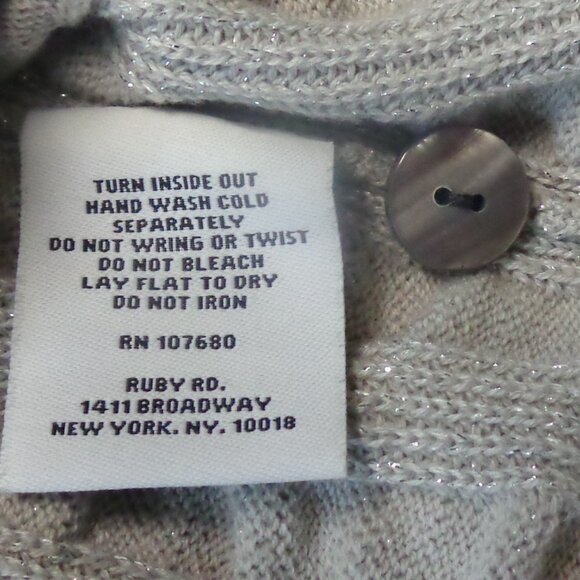 TURN INSIDE OUT
HAND WASH COLD
SEPARATELY
DO NOT WRING OR TWIST
DO NOT BLEACH
LAY FLAT TO DRY
DO NOT IRON
RN 107680
RUBY RD.
1411 BROADWAY
NEW YORK. NY. 10018